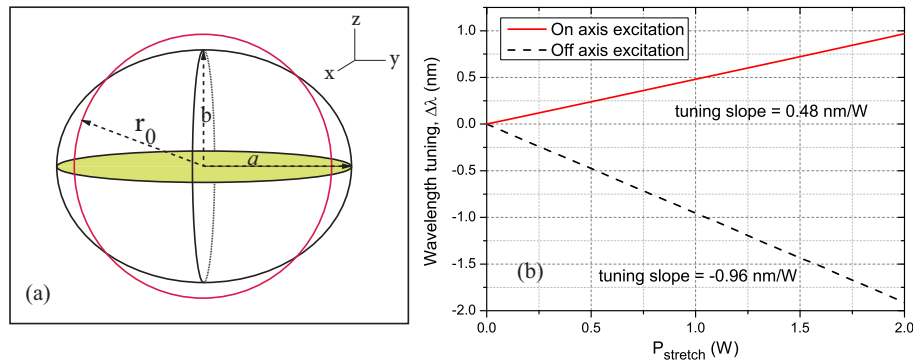 (a)
z
y
x
r0
b
a
On axis excitation
Off axis excitation
tuning slope = 0.48 nm/W
tuning slope = -0.96 nm/W
(b)
Wavelength tuning, Δλ (nm)
1.0
0.5
0.0
-0.5
-1.0
-1.5
-2.0
0.0 0.5 1.0 1.5 2.0
Pstretch (W)